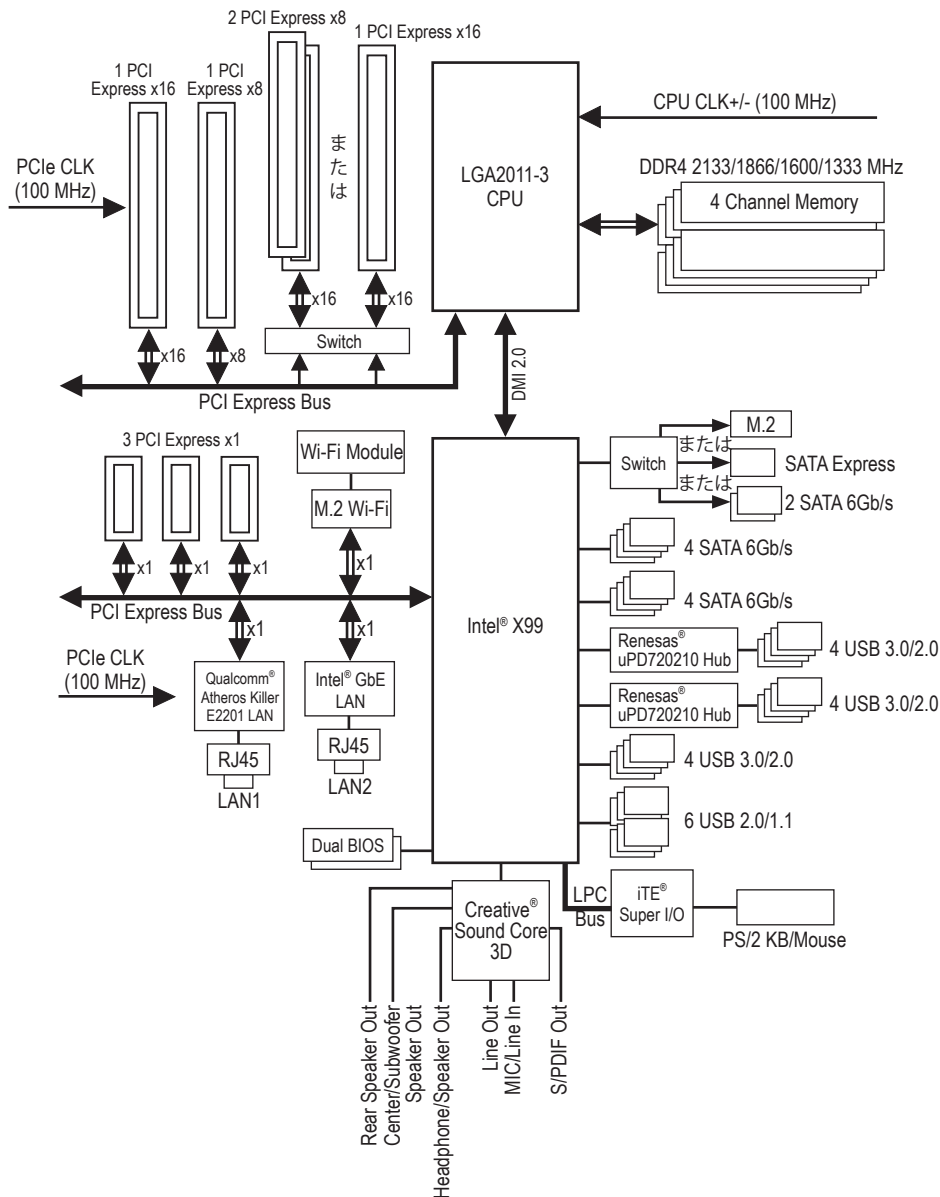 2 PCI Express x8
1 PCI Express x16
1 PCI
Express x16
1 PCI
Express x8
PCIe CLK
(100 MHz)
または
x16
x16
x16
x8
Switch
PCI Express Bus
LGA2011-3
CPU
CPU CLK+/- (100 MHz)
DDR4 2133/1866/1600/1333 MHz
4 Channel Memory
DMI 2.0
3 PCI Express x1
x1
x1
x1
Wi-Fi Module
M.2 Wi-Fi
x1
PCI Express Bus
x1
x1
PCIe CLK
(100 MHz)
Qualcomm®
Atheros Killer
E2201 LAN
RJ45
LAN1
Intel® GbE
LAN
RJ45
LAN2
Intel® X99
Switch
M.2
または
SATA Express
または
2 SATA 6Gb/s
4 SATA 6Gb/s
4 SATA 6Gb/s
Renesas®
uPD720210 Hub
4 USB 3.0/2.0
Renesas®
uPD720210 Hub
4 USB 3.0/2.0
4 USB 3.0/2.0
6 USB 2.0/1.1
Dual BIOS
LPC
Bus
iTE®
Super I/O
PS/2 KB/Mouse
Creative®
Sound Core
3D
Rear Speaker Out
Center/Subwoofer
Speaker Out
Headphone/Speaker Out
Line Out
MIC/Line In
S/PDIF Out